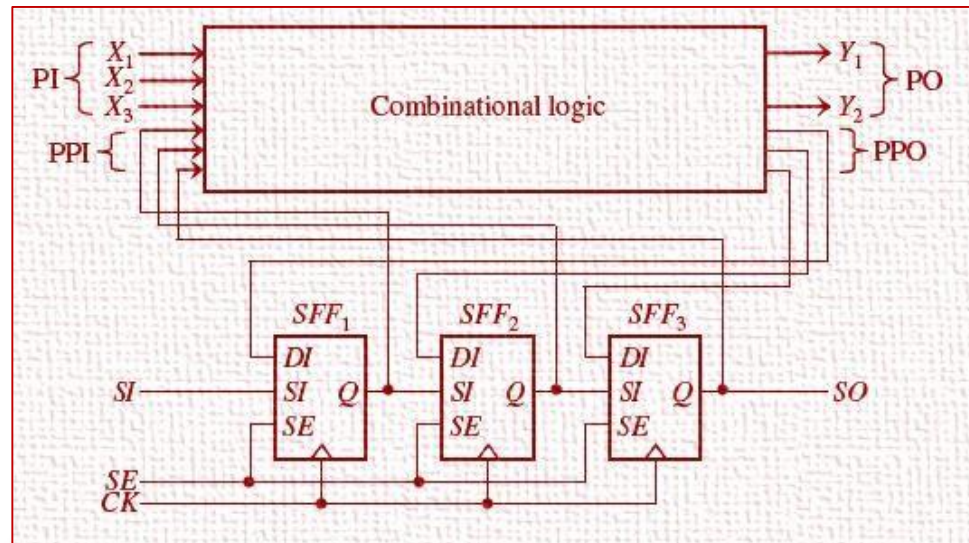 X₁ Y₁
PI { X₂ } PO
X₃ Combinational logic Y₂
PPI { } PPO
SFF₁ SFF₂ SFF₃
DI DI DI
SI SI Q SI Q SI Q SO
SE SE SE
SE
CK